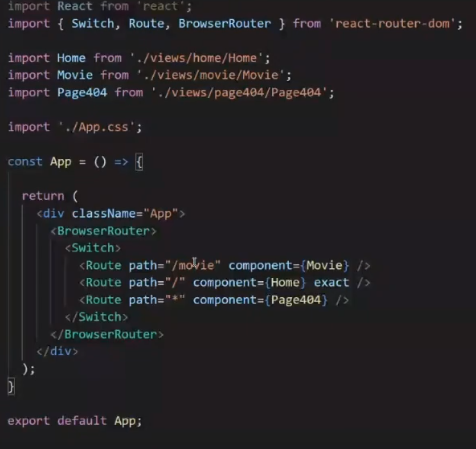 import React from 'react';
import { Switch, Route, BrowserRouter } from 'react-router-dom';
import Home from './views/home/Home';
import Movie from './views/movie/Movie';
import Page404 from './views/page404/Page404';
import './App.css';
const App = () => {
return (
<div className="App">
<BrowserRouter>
<Switch>
<Route path="/movie" component={Movie} />
<Route path="/" component={Home} exact />
<Route path="*" component={Page404} />
</Switch>
</BrowserRouter>
</div>
);
}
export default App;